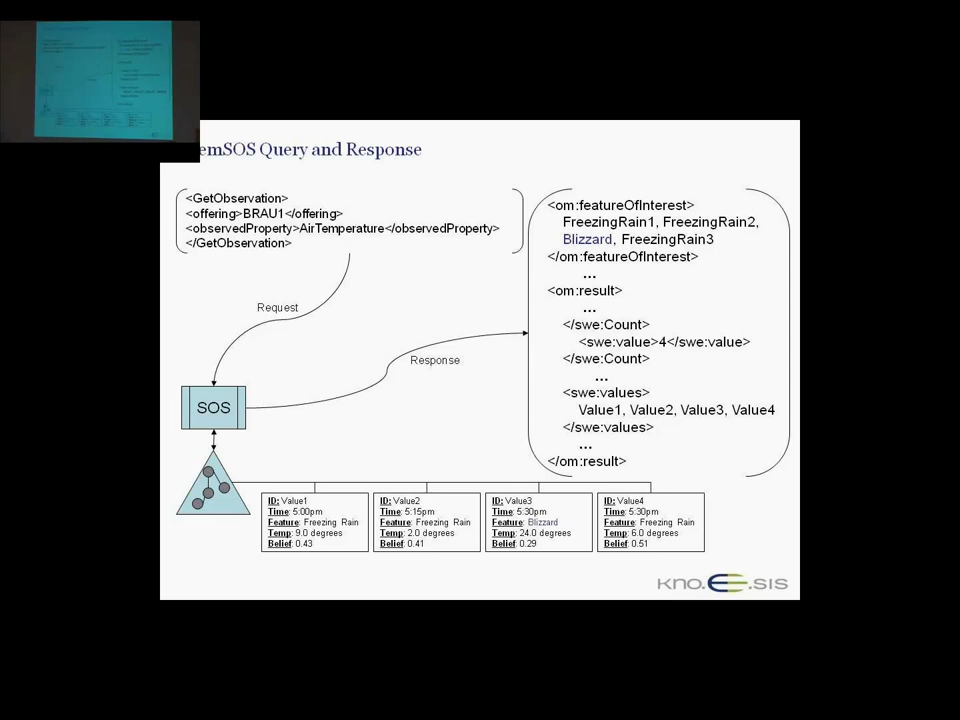 emSOS Query and Response
<GetObservation>
<offering>BRAU1</offering>
<observedProperty>AirTemperature</observedProperty>
</GetObservation>
Request
Response
SOS
<om:featureOfInterest>
FreezingRain1, FreezingRain2,
Blizzard, FreezingRain3
</om:featureOfInterest>
...
<om:result>
...
</swe:Count>
<swe:value>4</swe:value>
</swe:Count>
...
<swe:values>
Value1, Value2, Value3, Value4
</swe:values>
...
</om:result>
ID: Value1
Time: 5:00pm
Feature: Freezing Rain
Temp: 9.0 degrees
Belief: 0.43
ID: Value2
Time: 5:15pm
Feature: Freezing Rain
Temp: 2.0 degrees
Belief: 0.41
ID: Value3
Time: 5:30pm
Feature: Blizzard
Temp: 24.0 degrees
Belief: 0.29
ID: Value4
Time: 5:30pm
Feature: Freezing Rain
Temp: 6.0 degrees
Belief: 0.51
kno.e.sis